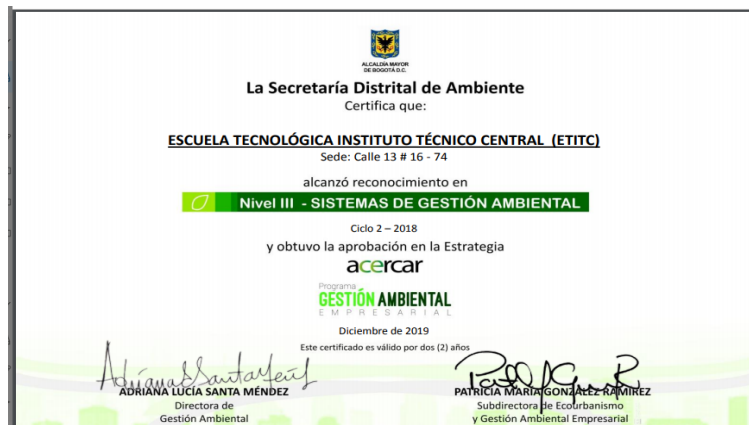 ALCALDÍA MAYOR
DE BOGOTÁ D.C.
La Secretaría Distrital de Ambiente
Certifica que:
ESCUELA TECNOLÓGICA INSTITUTO TÉCNICO CENTRAL (ETITC)
Sede: Calle 13 # 16 - 74
alcanzó reconocimiento en
Nivel III - SISTEMAS DE GESTIÓN AMBIENTAL
Ciclo 2 – 2018
y obtuvo la aprobación en la Estrategia
acercar
Programa
GESTIÓN AMBIENTAL
EMPRESARIAL
Diciembre de 2019
Este certificado es válido por dos (2) años
ADRIANA LUCÍA SANTA MÉNDEZ
Directora de
Gestión Ambiental
PATRICIA MARÍA GONZÁLEZ RAMÍREZ
Subdirectora de Ecourbanismo
y Gestión Ambiental Empresarial